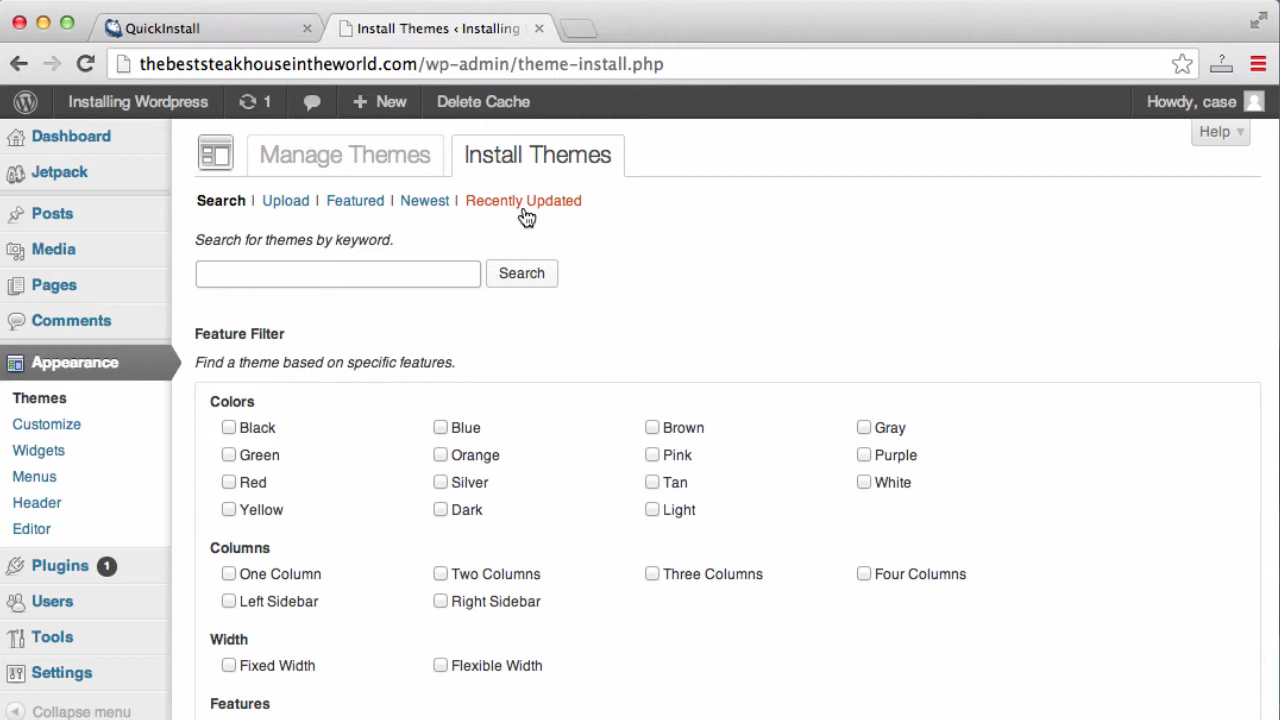 QuickInstall
Install Themes ‹ Installing
thebeststeakhouseintheworld.com/wp-admin/theme-install.php
Installing Wordpress 1 + New Delete Cache Howdy, case
Help
Dashboard
Jetpack
Posts
Media
Pages
Comments
Appearance
Themes
Customize
Widgets
Menus
Header
Editor
Plugins 1
Users
Tools
Settings
Collapse menu
Manage Themes Install Themes
Search | Upload | Featured | Newest | Recently Updated
Search for themes by keyword.
Search
Feature Filter
Find a theme based on specific features.
Colors
Black Blue Brown Gray
Green Orange Pink Purple
Red Silver Tan White
Yellow Dark Light
Columns
One Column Two Columns Three Columns Four Columns
Left Sidebar Right Sidebar
Width
Fixed Width Flexible Width
Features